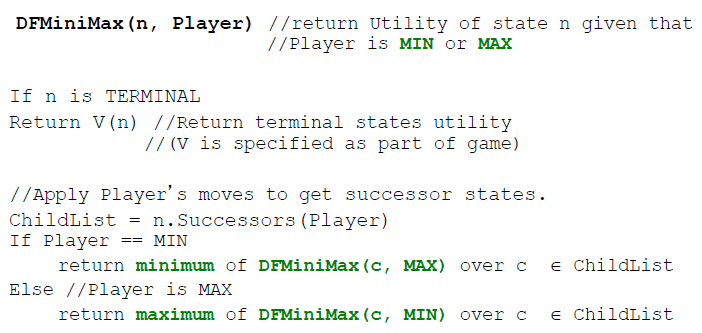 DFMiniMax(n, Player) //return Utility of state n given that
//Player is MIN or MAX
If n is TERMINAL
Return V(n) //Return terminal states utility
//(V is specified as part of game)
//Apply Player’s moves to get successor states.
ChildList = n.Successors(Player)
If Player == MIN
return minimum of DFMiniMax(c, MAX) over c ∈ ChildList
Else //Player is MAX
return maximum of DFMiniMax(c, MIN) over c ∈ ChildList